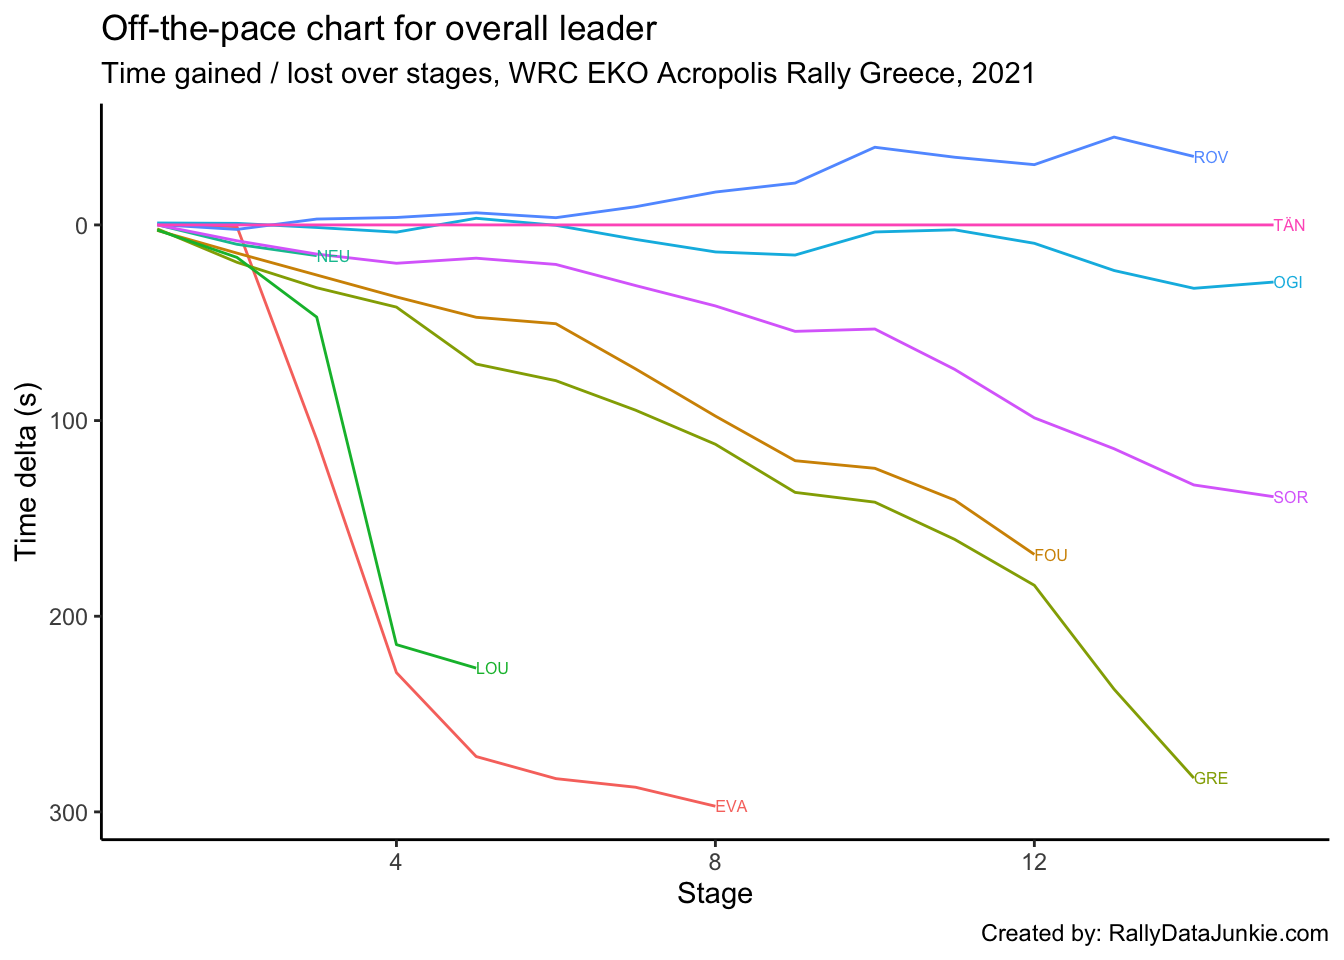 Off-the-pace chart for overall leader
Time gained / lost over stages, WRC EKO Acropolis Rally Greece, 2021
ROV
0
TÄN
NEU
OGI
Time delta (s)
100
SOR
FOU
200
LOU
GRE
EVA
300
4
8
12
Stage
Created by: RallyDataJunkie.com